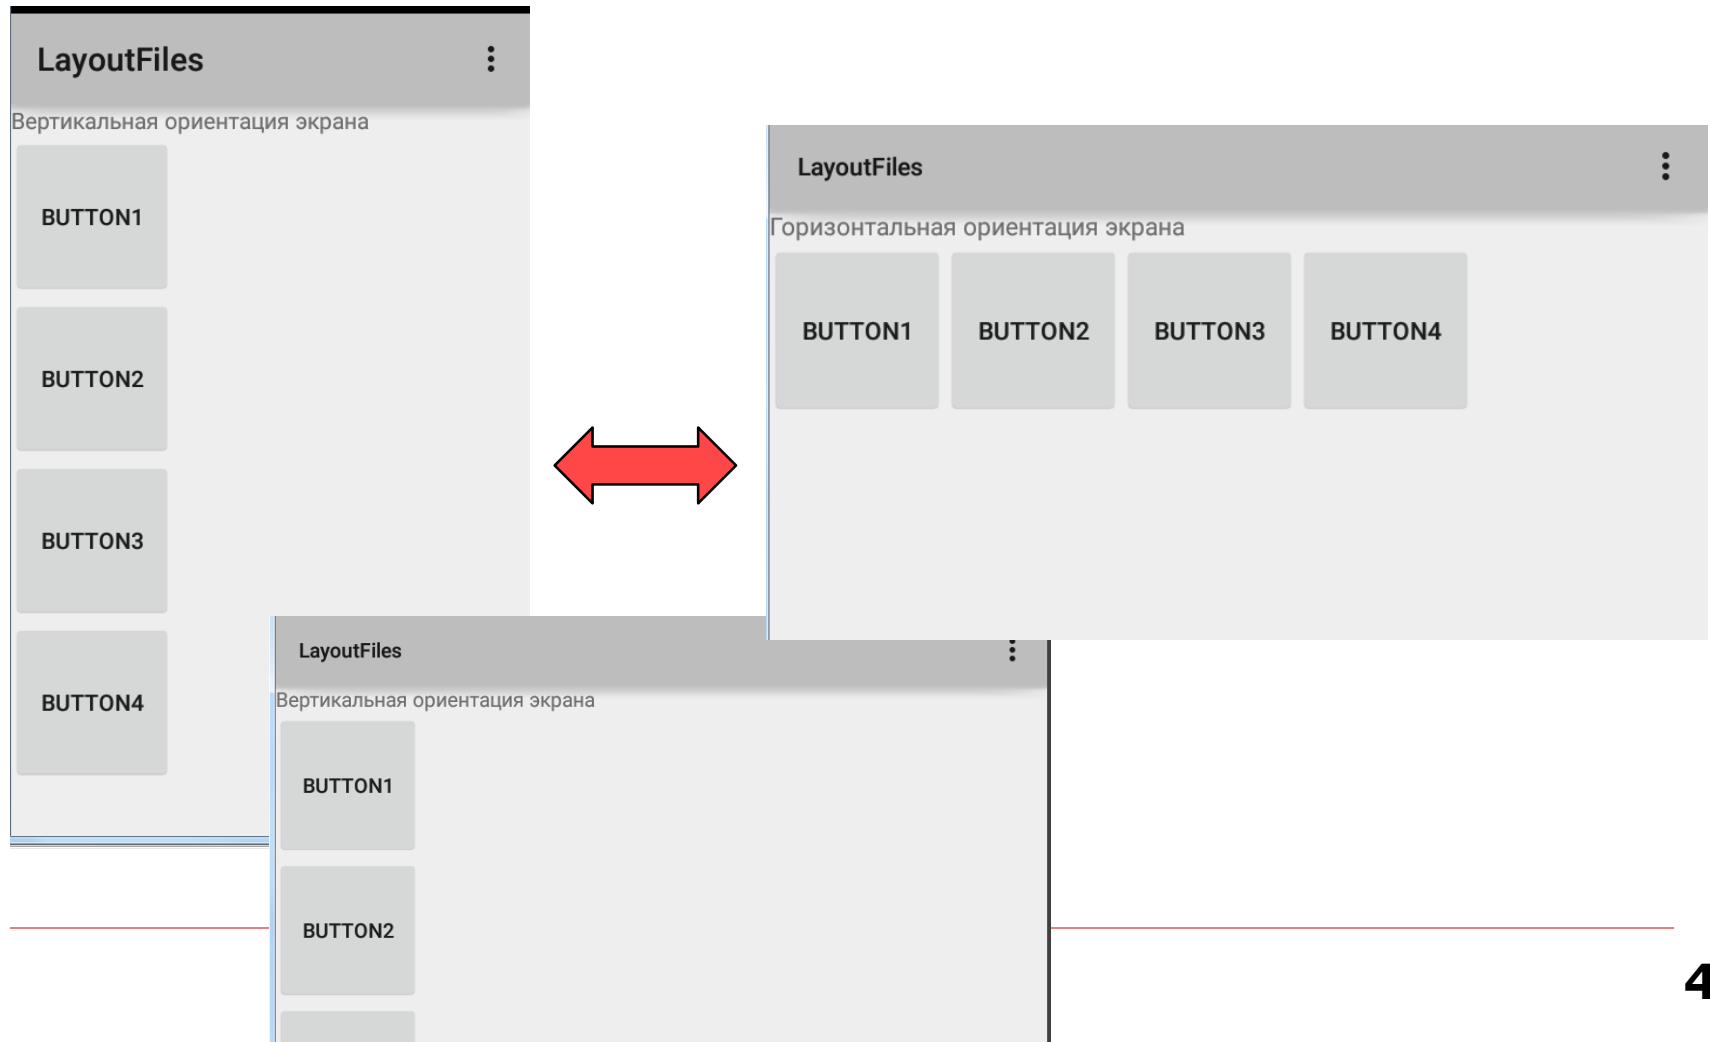 LayoutFiles
Вертикальная ориентация экрана
BUTTON1
BUTTON2
BUTTON3
BUTTON4
LayoutFiles
Горизонтальная ориентация экрана
BUTTON1 BUTTON2 BUTTON3 BUTTON4
LayoutFiles
Вертикальная ориентация экрана
BUTTON1
BUTTON2
4